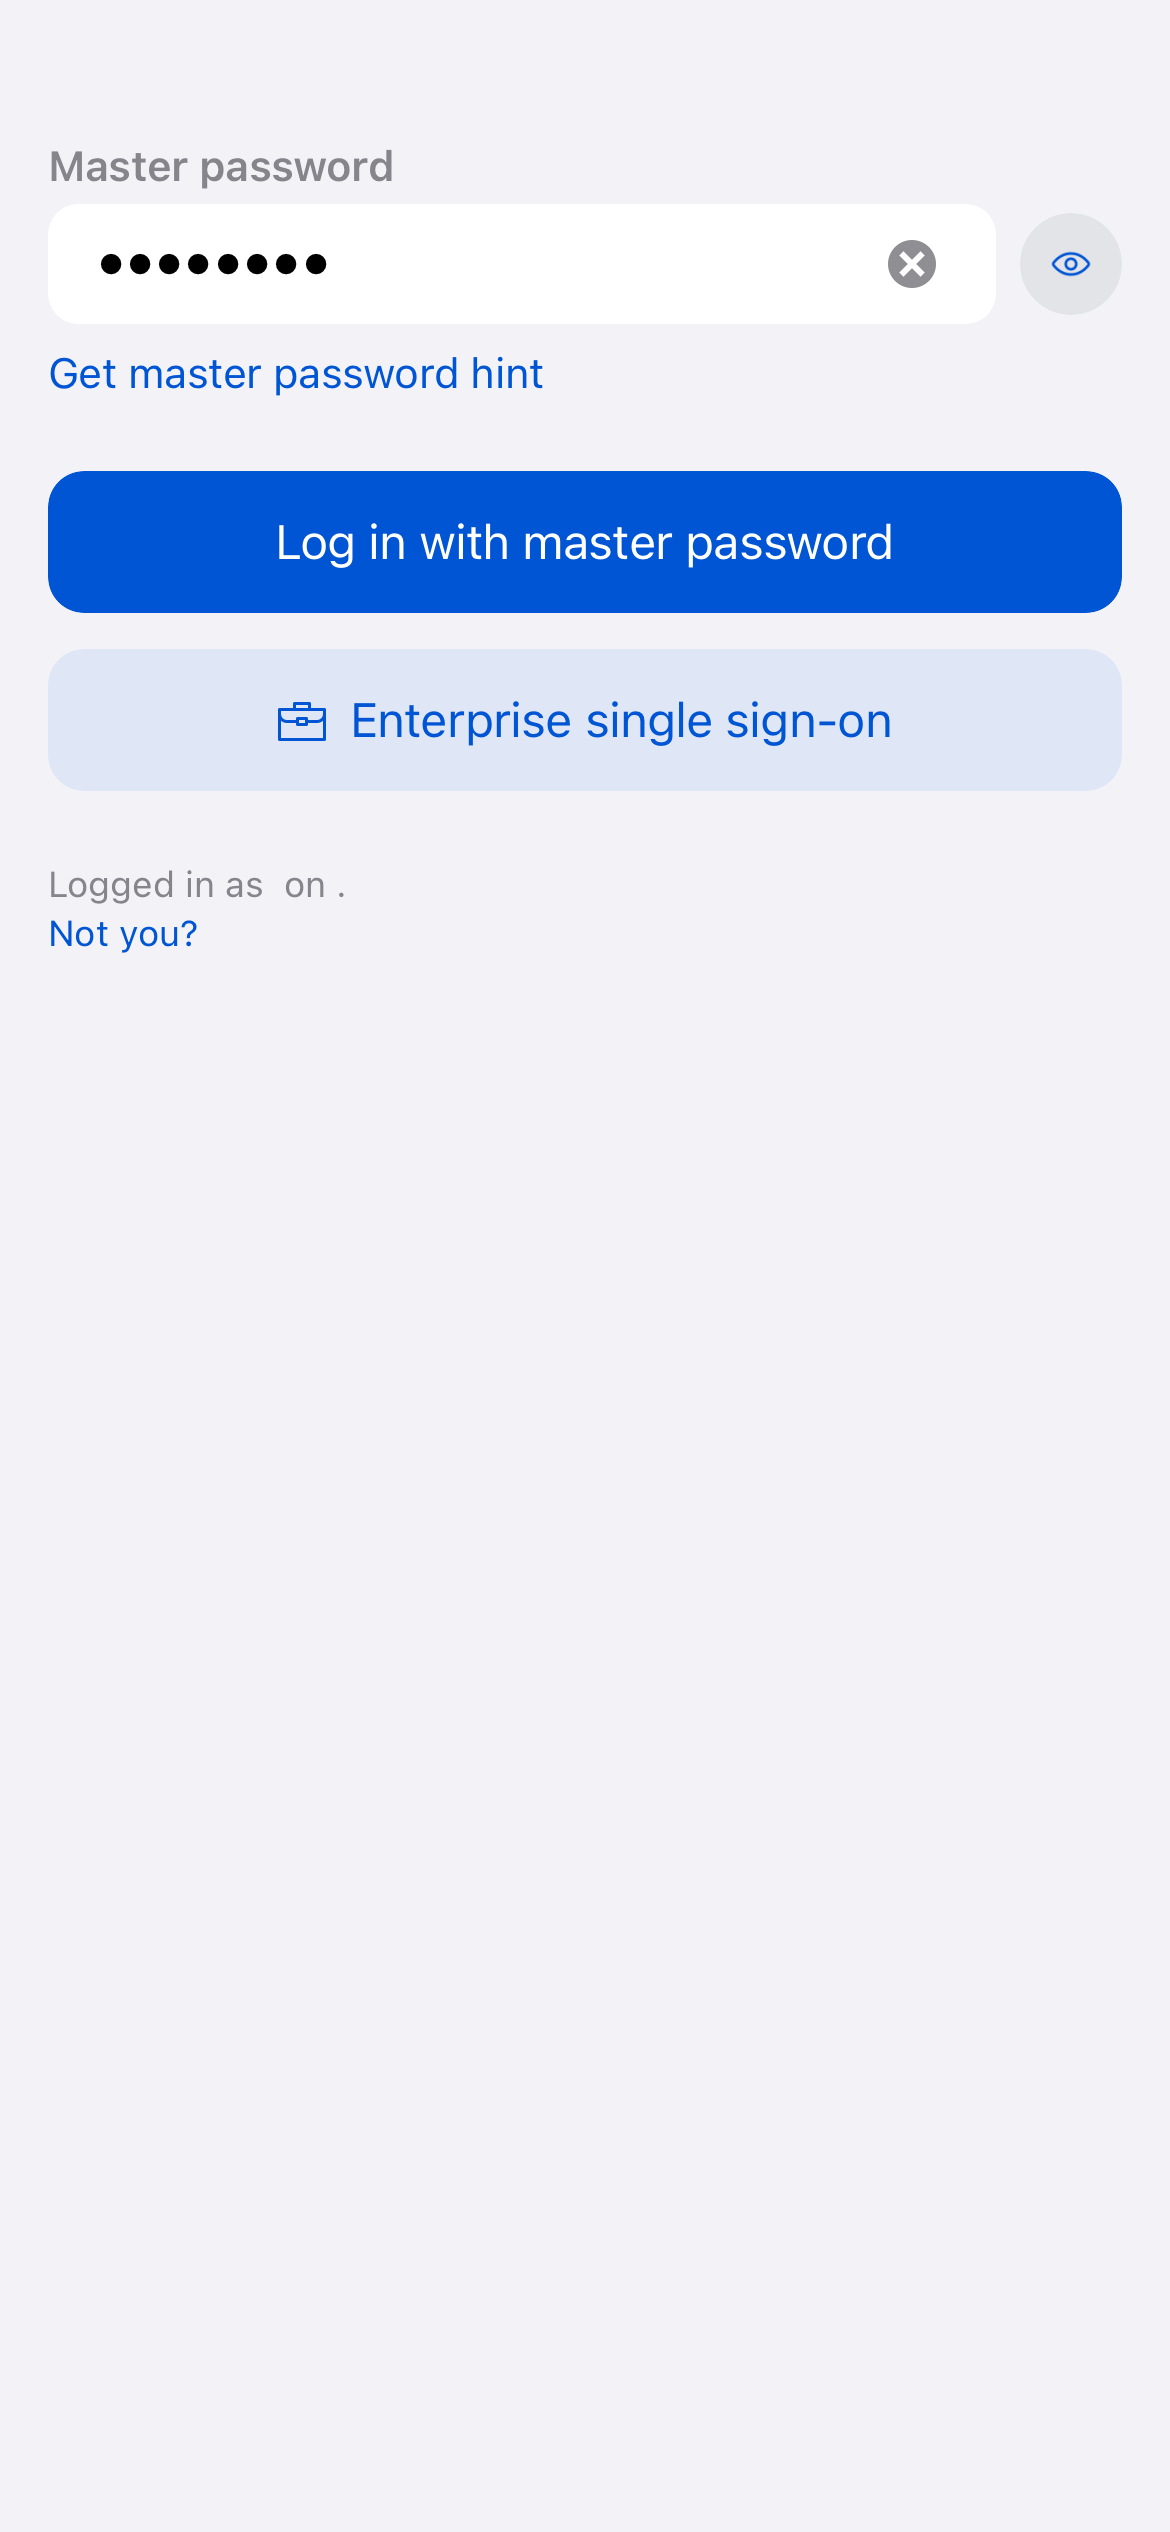 Master password
••••••••
Get master password hint
Log in with master password
Enterprise single sign-on
Logged in as  on .
Not you?